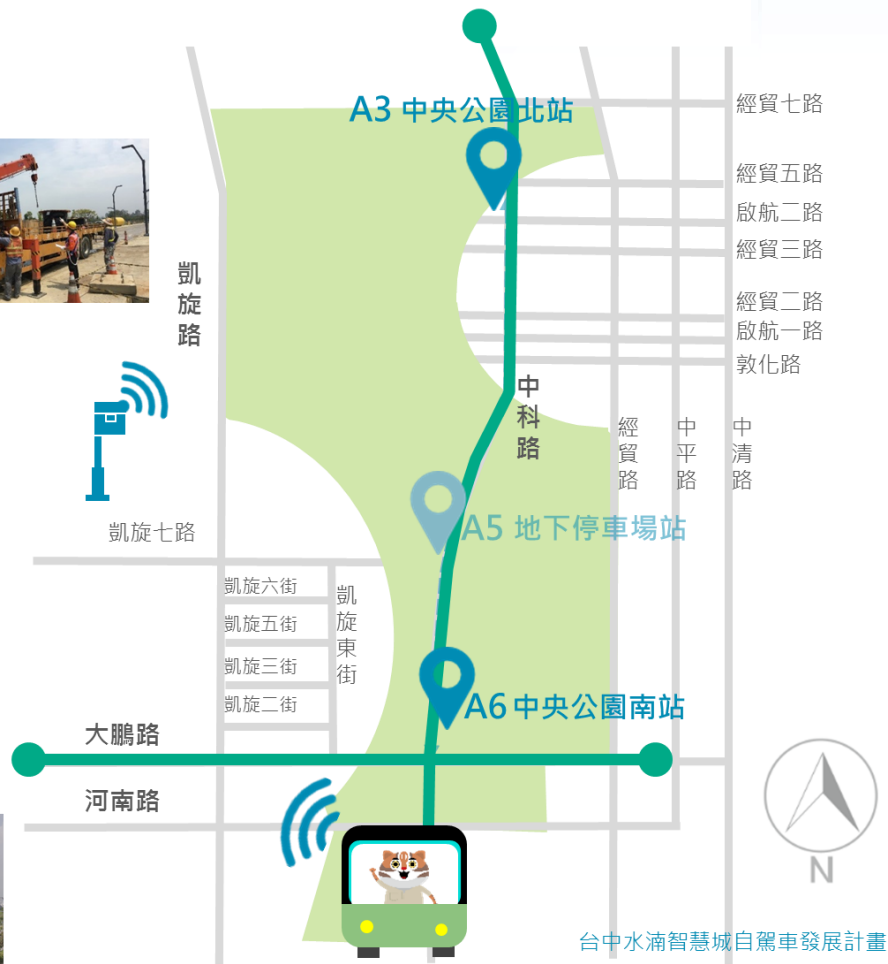 A3 中央公園北站
經貿七路
經貿五路
啟航二路
經貿三路
經貿二路
啟航一路
敦化路
凱旋路
中科路
經貿路
中平路
中清路
A5 地下停車場站
凱旋七路
凱旋六街
凱旋五街
凱旋三街
凱旋二街
凱旋東街
A6 中央公園南站
大鵬路
河南路
N
台中水湳智慧城自駕車發展計畫